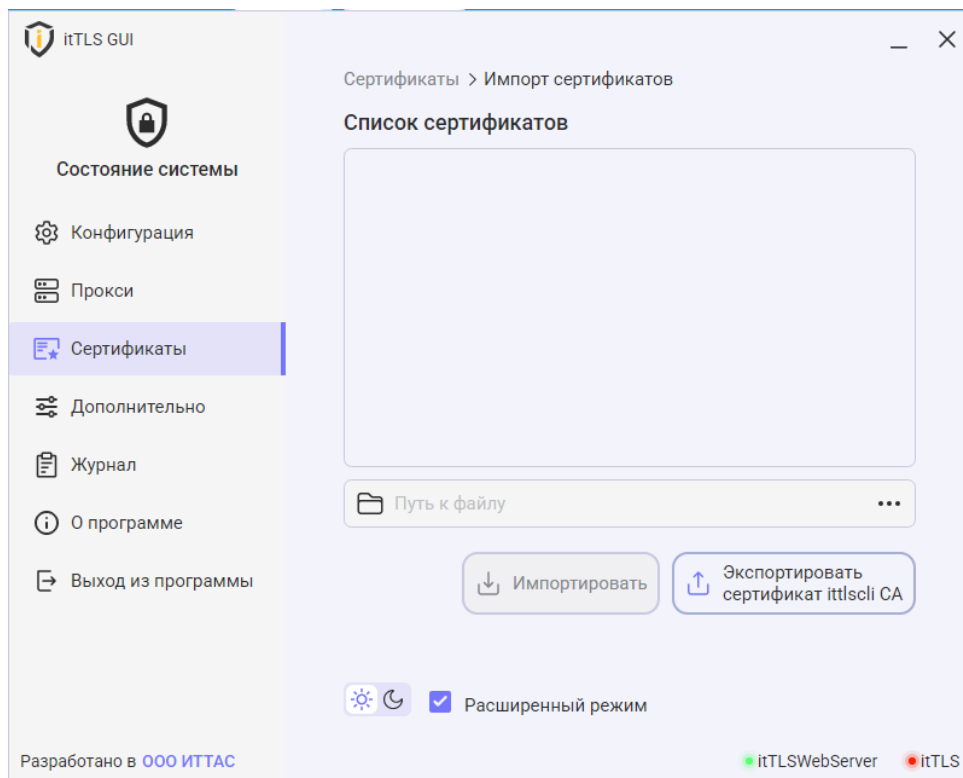 itTLS GUI
Состояние системы
Конфигурация
Прокси
Сертификаты
Дополнительно
Журнал
О программе
Выход из программы
Разработано в ООО ИТТАС
Сертификаты > Импорт сертификатов
Список сертификатов
Путь к файлу
Импортировать
Экспортировать
сертификат ittlscli CA
Расширенный режим
itTLSWebServer
itTLS